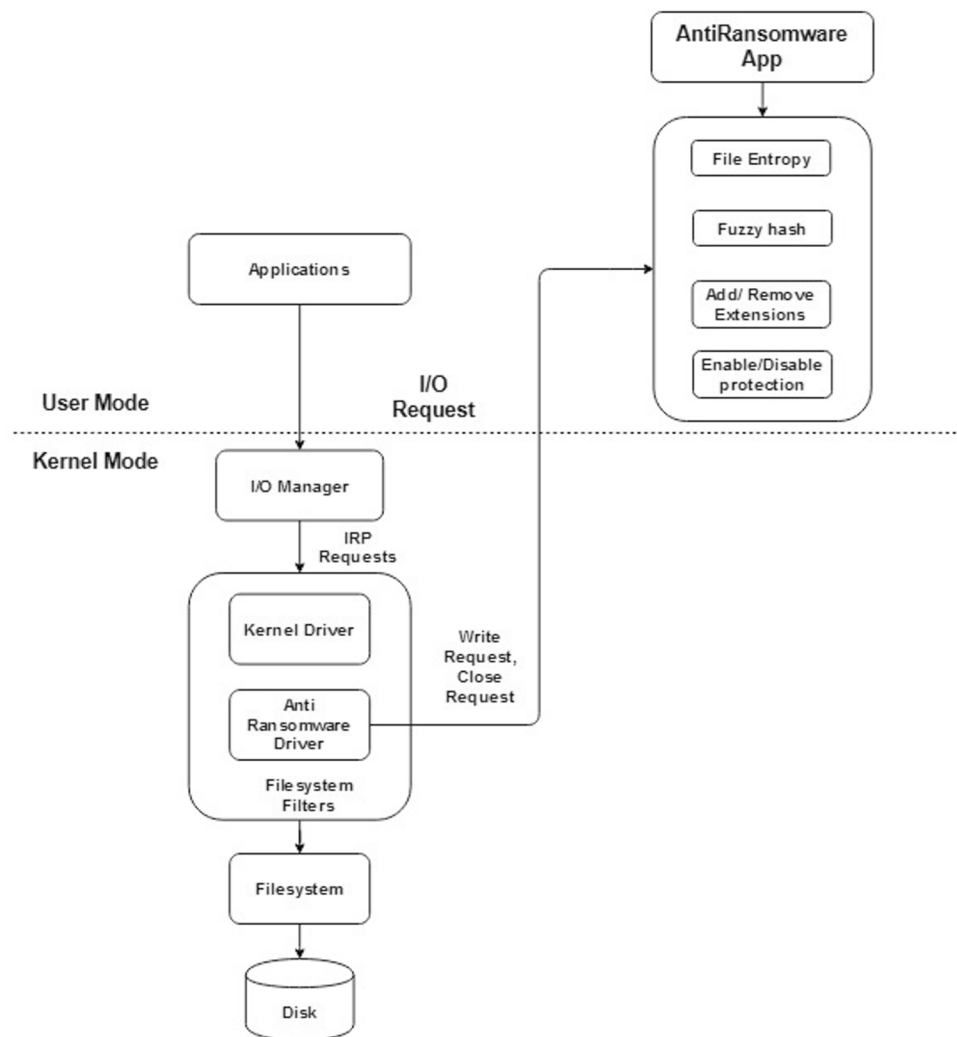 AntiRansomware
App
File Entropy
Fuzzy hash
Add/ Remove
Extensions
Enable/Disable
protection
Applications
I/O
Request
User Mode
Kernel Mode
I/O Manager
IRP
Requests
Kernel Driver
Write
Request,
Close
Request
Anti
Ransomware
Driver
Filesystem
Filters
Filesystem
Disk